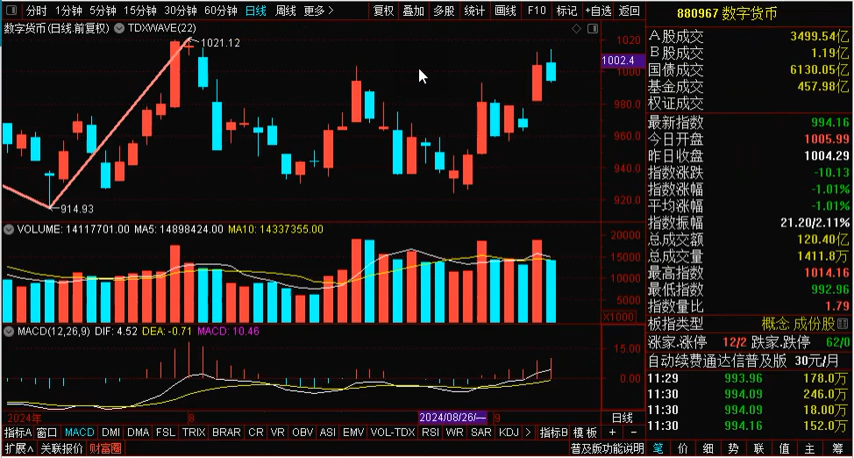 分时 1分钟 5分钟 15分钟 30分钟 60分钟 日线 周线 更多> 复权 叠加 多股 统计 画线 F10 标记 +自选 返回
880967 数字货币
数字货币(日线.前复权) TDXWAVE(22)
1021.12
914.93
1020
1002.4
1000
980.0
960.0
940.0
920.0
VOLUME: 14117701.00 MA5: 14898424.00 MA10: 14337355.00
20000
15000
10000
5000
X1000
MACD(12,26,9) DIF: 4.52 DEA: -0.71 MACD: 10.46
15.00
0.00
2024年 8 2024/08/26/一 9 日线
指标A 窗口 MACD DMI DMA FSL TRIX BRAR CR VR OBV ASI EMV VOL-TDX RSI WR SAR KDJ > 指标B 模板 + -
扩展∧ 关联报价 财富圈 普及版功能说明
A股成交 3499.54亿
B股成交 1.19亿
国债成交 6130.05亿
基金成交 457.98亿
权证成交
最新指数 994.16
今日开盘 1005.99
昨日收盘 1004.29
指数涨跌 -10.13
指数涨幅 -1.01%
平均涨幅 -1.01%
指数振幅 21.20/2.11%
总成交额 120.40亿
总成交量 1411.8万
最高指数 1014.16
最低指数 992.96
指数量比 1.79
板指类型 概念 成份股
涨家.涨停 12/2 跌家.跌停 62/0
自动续费通达信普及版 30元/月
11:29 993.96 178.0万
11:30 994.09 246.0万
11:30 994.09 18.00万
11:30 994.16 152.0万
笔 价 细 势 联 值 主 筹